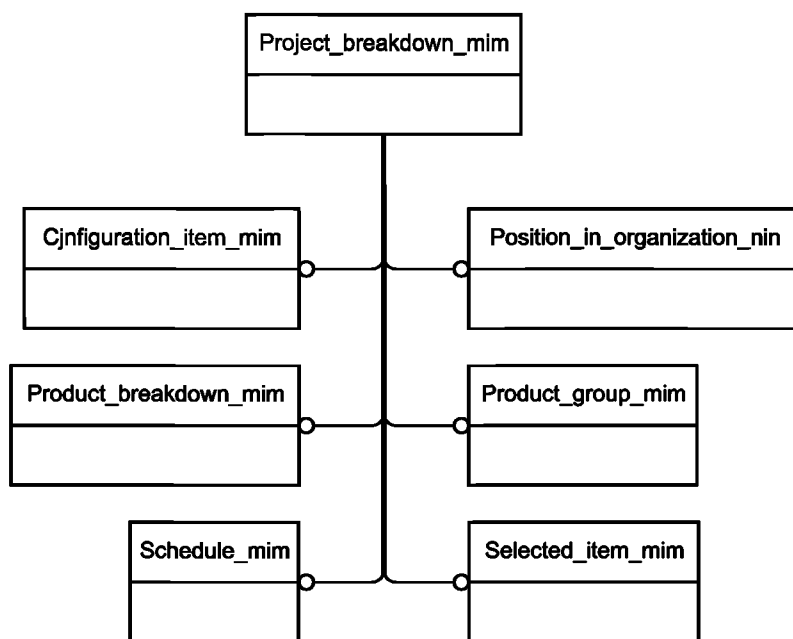 Project_breakdown_mim
Cjnfiguration_item_mim
Position_in_organization_nin
Product_breakdown_mim
Product_group_mim
Schedule_mim
Selected_item_mim